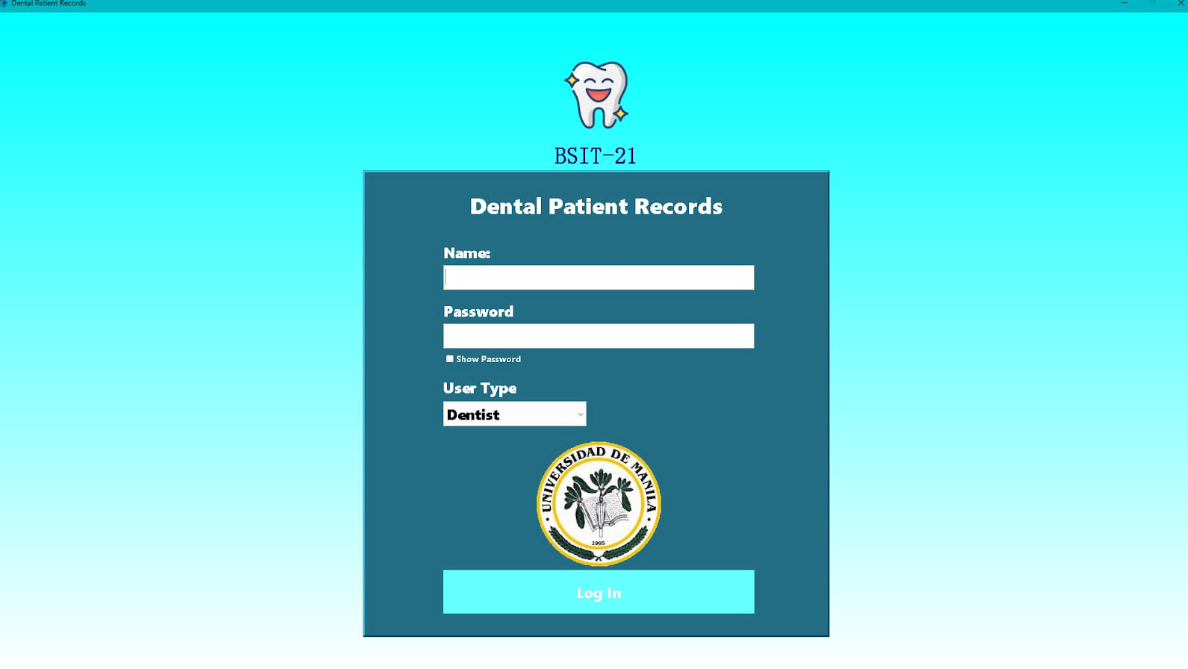 Dental Patient Records
BSIT-21
Dental Patient Records
Name:
Password
Show Password
User Type
Dentist
UNIVERSIDAD DE MANILA
1995
Log In